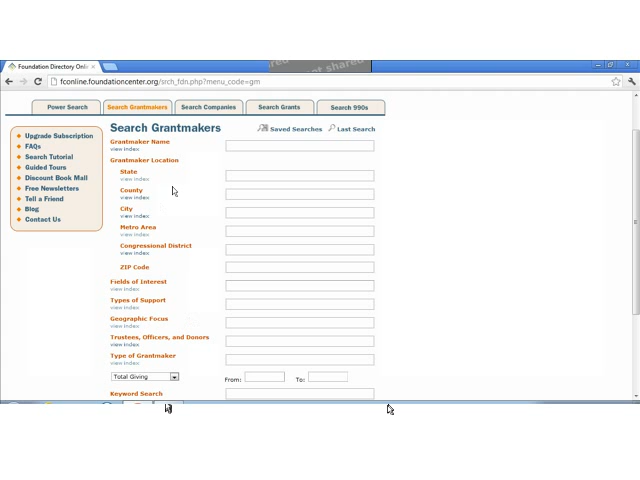 Foundation Directory Onlin
not shared
fconline.foundationcenter.org/srch_fdn.php?menu_code=gm
Power Search
Search Grantmakers
Search Companies
Search Grants
Search 990s
Upgrade Subscription
FAQs
Search Tutorial
Guided Tours
Discount Book Mall
Free Newsletters
Tell a Friend
Blog
Contact Us
Search Grantmakers
Saved Searches
Last Search
Grantmaker Name
view index
Grantmaker Location
State
view index
County
view index
City
view index
Metro Area
view index
Congressional District
view index
ZIP Code
Fields of Interest
view index
Types of Support
view index
Geographic Focus
view index
Trustees, Officers, and Donors
view index
Type of Grantmaker
view index
Total Giving
From:
To:
Keyword Search